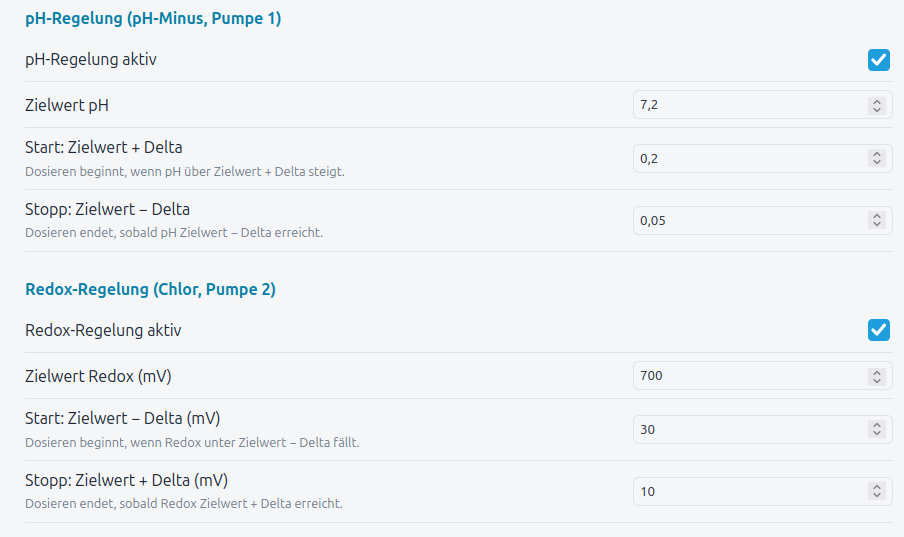 pH-Regelung (pH-Minus, Pumpe 1)
pH-Regelung aktiv
Zielwert pH
7,2
Start: Zielwert + Delta
Dosieren beginnt, wenn pH über Zielwert + Delta steigt.
0,2
Stopp: Zielwert − Delta
Dosieren endet, sobald pH Zielwert − Delta erreicht.
0,05
Redox-Regelung (Chlor, Pumpe 2)
Redox-Regelung aktiv
Zielwert Redox (mV)
700
Start: Zielwert − Delta (mV)
Dosieren beginnt, wenn Redox unter Zielwert − Delta fällt.
30
Stopp: Zielwert + Delta (mV)
Dosieren endet, sobald Redox Zielwert + Delta erreicht.
10